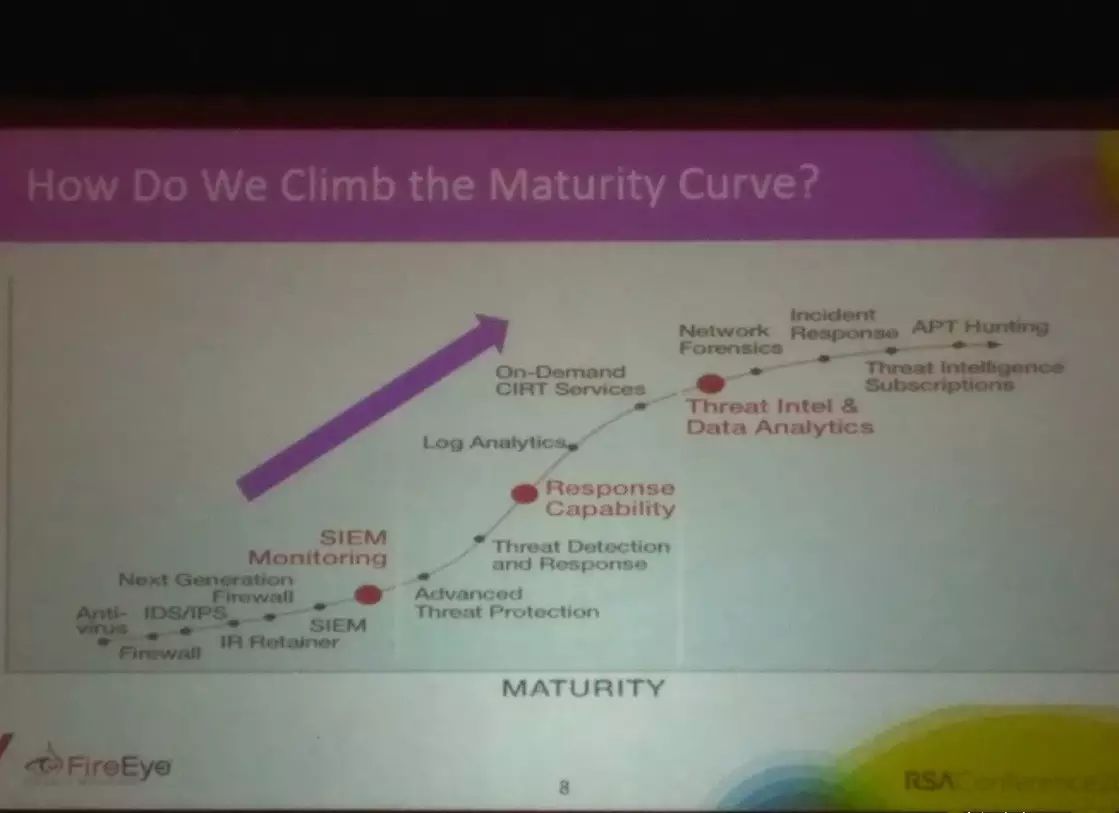 How Do We Climb the Maturity Curve?
Incident
Response
APT Hunting
Network
Forensics
Threat Intelligence
Subscriptions
On-Demand
CIRT Services
Threat Intel &
Data Analytics
Log Analytics
Response
Capability
SIEM
Monitoring
Threat Detection
and Response
Next Generation
Firewall
Advanced
Threat Protection
Anti-
virus
IDS/IPS
SIEM
IR Retainer
Firewall
MATURITY
FireEye
8
RSAConference